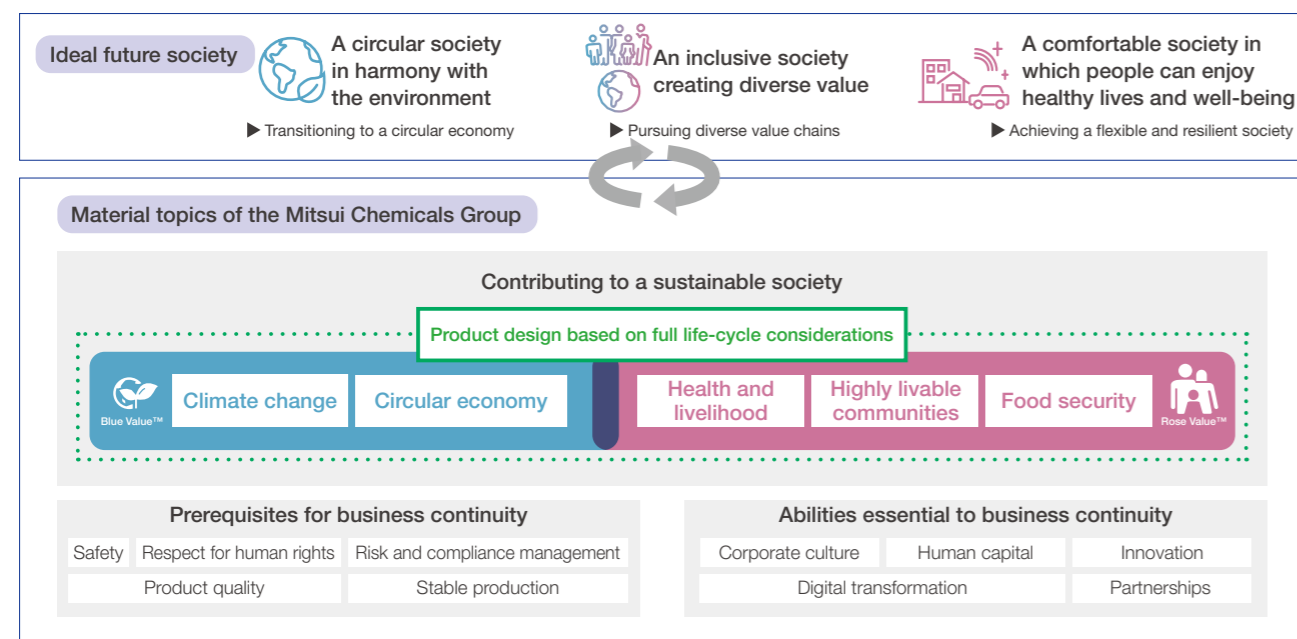 Ideal future society
A circular society
in harmony with
the environment
▶ Transitioning to a circular economy
An inclusive society
creating diverse value
▶ Pursuing diverse value chains
A comfortable society in
which people can enjoy
healthy lives and well-being
▶ Achieving a flexible and resilient society
Material topics of the Mitsui Chemicals Group
Contributing to a sustainable society
Product design based on full life-cycle considerations
Blue Value™
Climate change
Circular economy
Health and
livelihood
Highly livable
communities
Food security
Rose Value™
Prerequisites for business continuity
Safety
Respect for human rights
Risk and compliance management
Product quality
Stable production
Abilities essential to business continuity
Corporate culture
Human capital
Innovation
Digital transformation
Partnerships